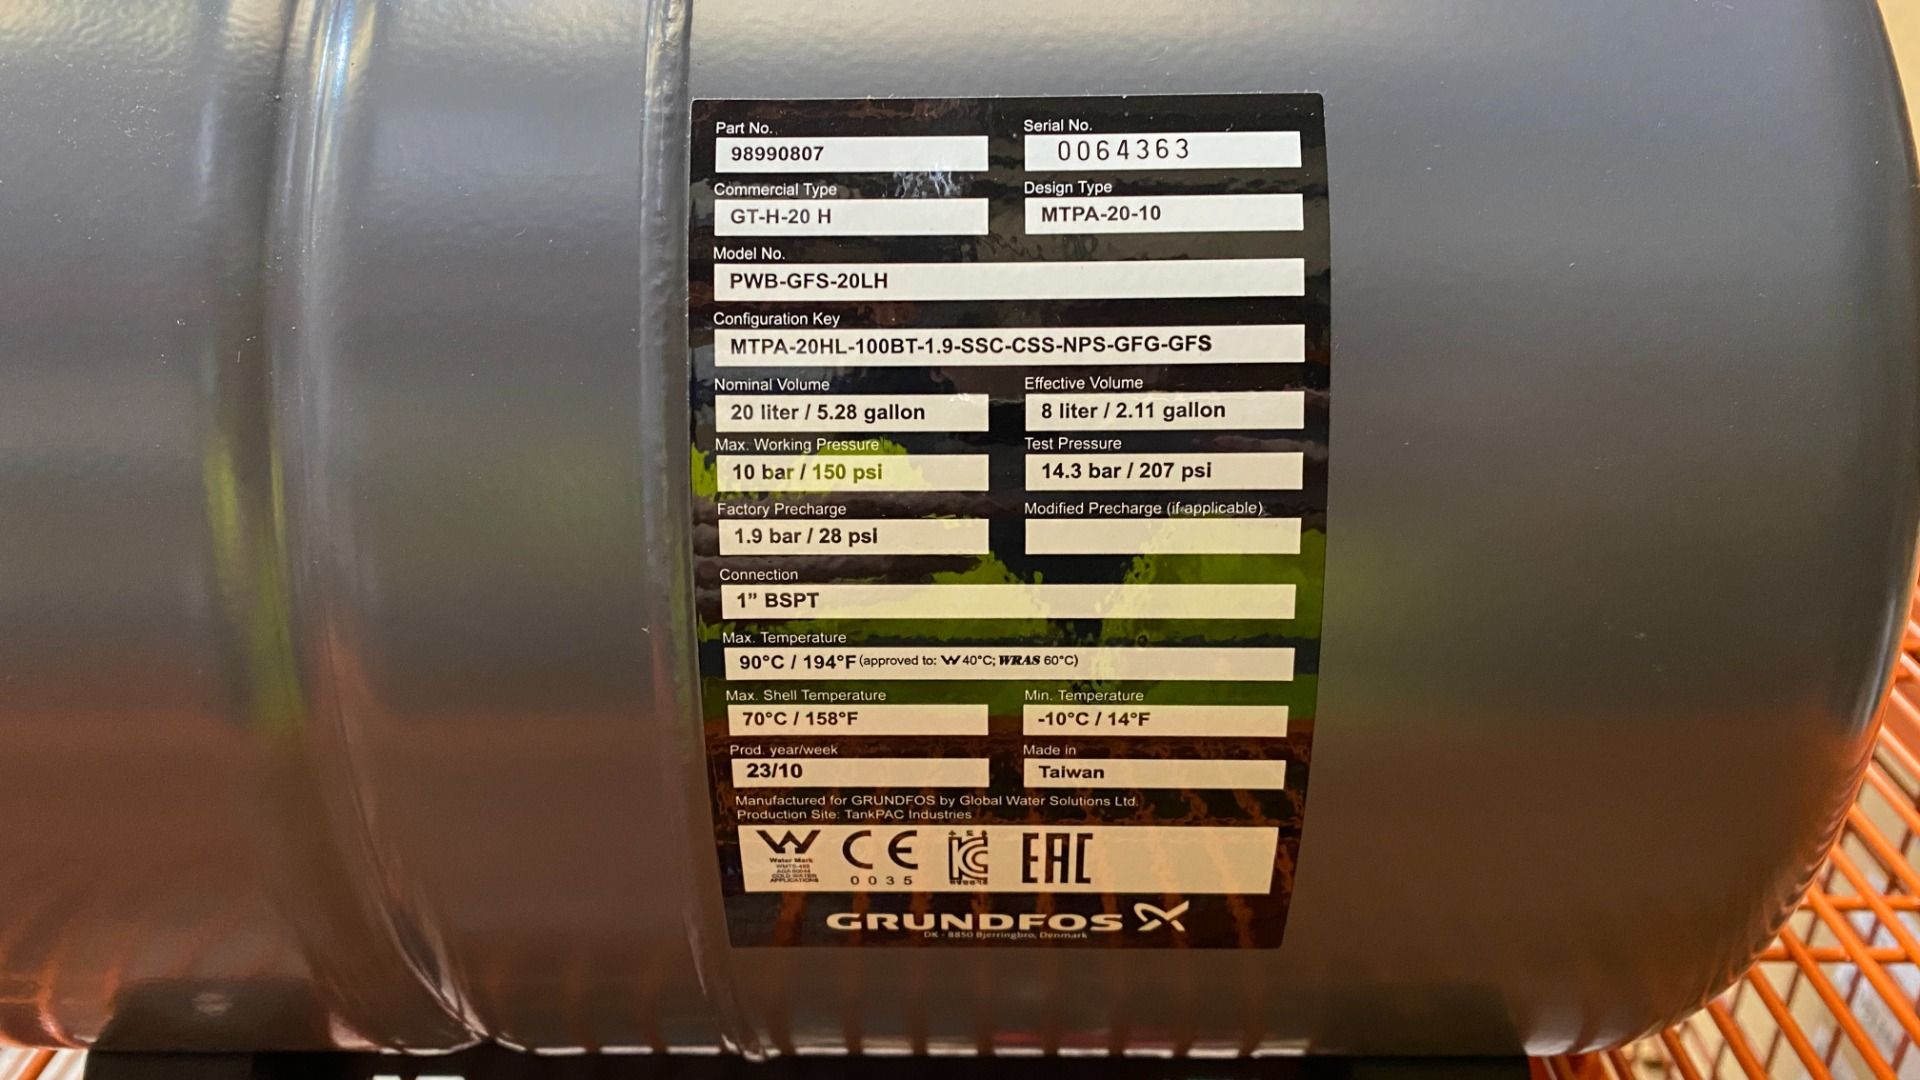 Part No. Serial No.
98990807 0064363
Commercial Type Design Type
GT-H-20 H MTPA-20-10
Model No.
PWB-GFS-20LH
Configuration Key
MTPA-20HL-100BT-1.9-SSC-CSS-NPS-GFG-GFS
Nominal Volume Effective Volume
20 liter / 5.28 gallon 8 liter / 2.11 gallon
Max. Working Pressure Test Pressure
10 bar / 150 psi 14.3 bar / 207 psi
Factory Precharge Modified Precharge (if applicable)
1.9 bar / 28 psi
Connection
1” BSPT
Max. Temperature
90°C / 194°F (approved to: W 40°C; WRAS 60°C)
Max. Shell Temperature Min. Temperature
70°C / 158°F -10°C / 14°F
Prod. year/week Made in
23/10 Taiwan
Manufactured for GRUNDFOS by Global Water Solutions Ltd.
Production Site: TankPAC Industries
W CE KC EAC
Water Mark 0035
COLD WATER
APPLICATIONS
GRUNDFOS
DK - 8850 Bjerringbro, Denmark